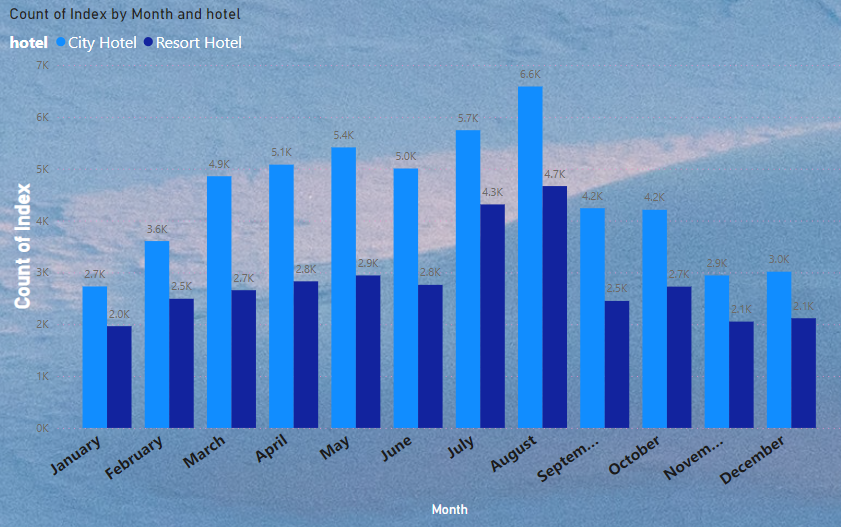 Count of Index by Month and hotel
hotel City Hotel Resort Hotel
7K
6K
5K
4K
3K
2K
1K
0K
Count of Index
2.7K
2.0K
3.6K
2.5K
4.9K
2.7K
5.1K
2.8K
5.4K
2.9K
5.0K
2.8K
5.7K
4.3K
6.6K
4.7K
4.2K
2.5K
4.2K
2.7K
2.9K
2.1K
3.0K
2.1K
January
February
March
April
May
June
July
August
Septem...
October
Novem...
December
Month